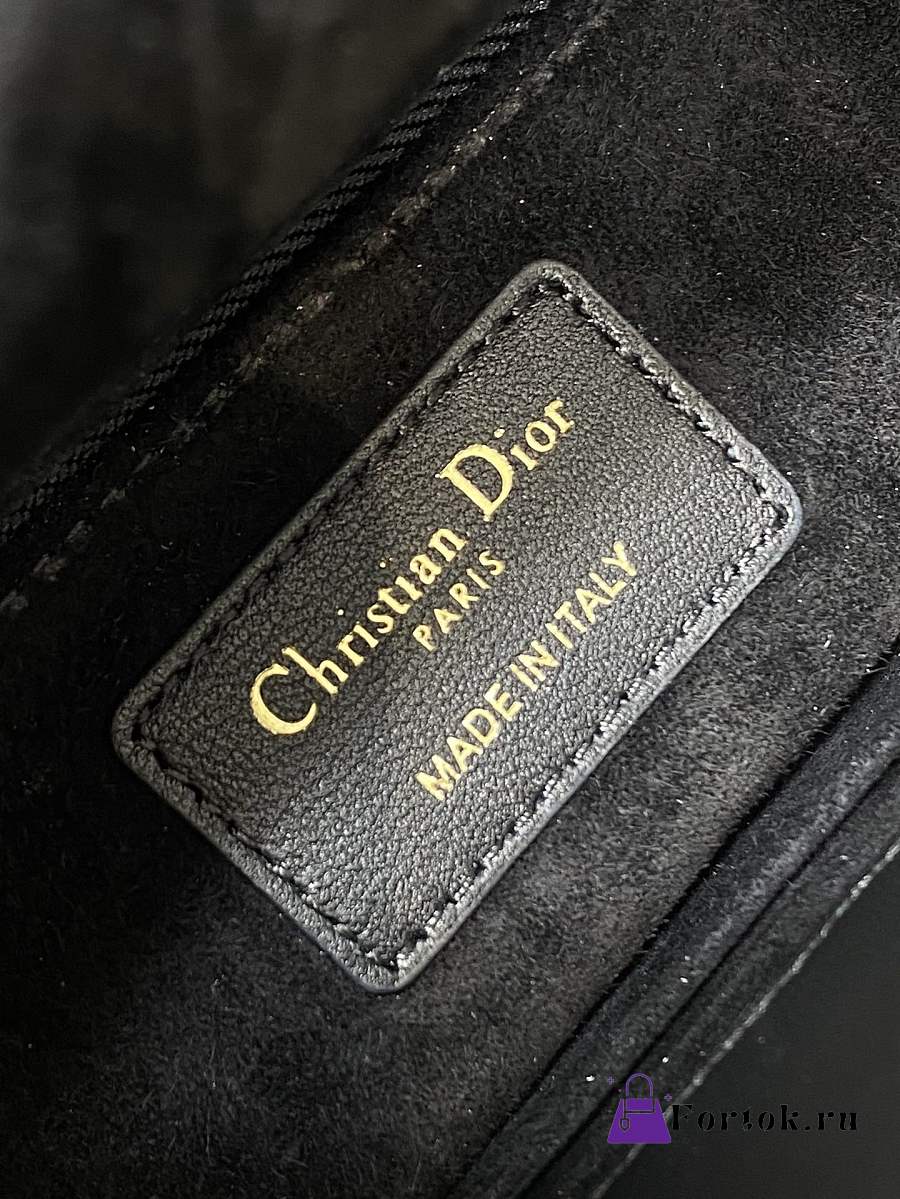 Christian Dior
PARIS
MADE IN ITALY
Fortok.ru